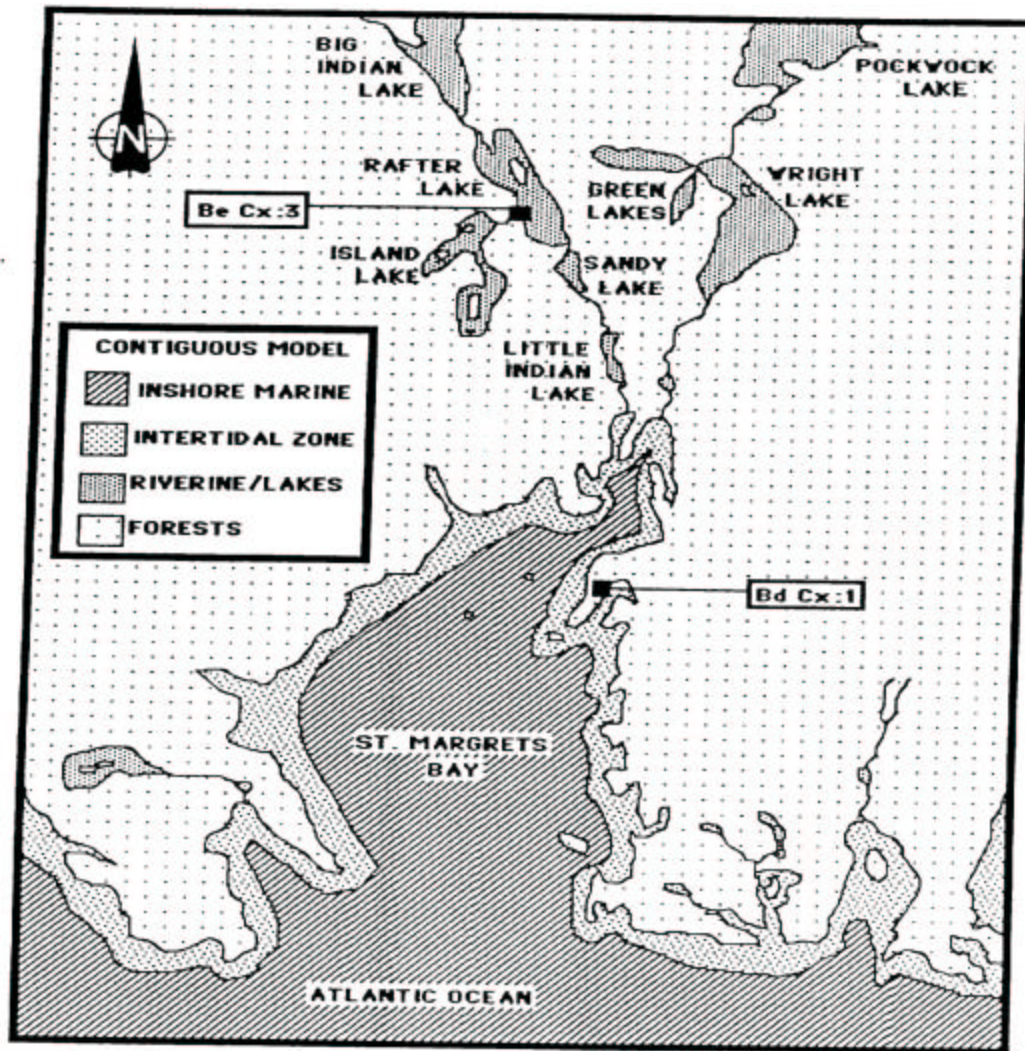 BIG
INDIAN
LAKE
POCKWOCK
LAKE
N
RAFTER
LAKE
GREEN
LAKES
WRIGHT
LAKE
Be Cx:3
ISLAND
LAKE
SANDY
LAKE
LITTLE
INDIAN
LAKE
CONTIGUOUS MODEL
INSHORE MARINE
INTERTIDAL ZONE
RIVERINE/LAKES
FORESTS
Bd Cx:1
ST. MARGRETS
BAY
ATLANTIC OCEAN